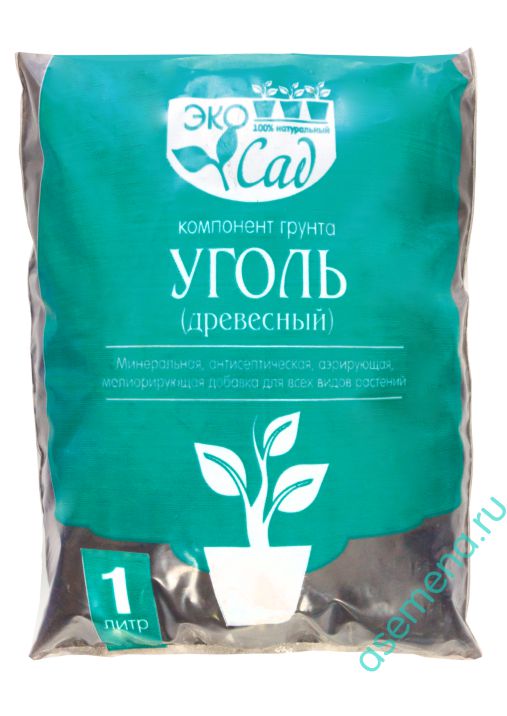 ЭКО
100% натуральный
Сад
компонент грунта
УГОЛЬ
(древесный)
Минеральная, антисептическая, аэрирующая,
мелиорирующая добавка для всех видов растений
1
литр
asemena.ru